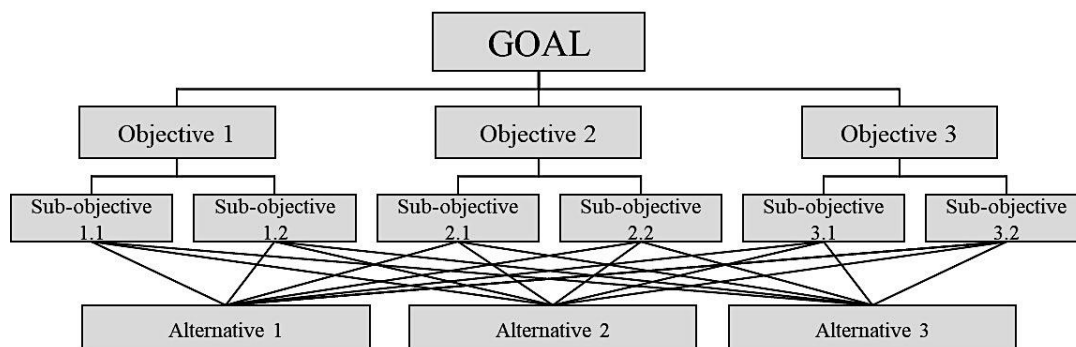 GOAL
Objective 1
Objective 2
Objective 3
Sub-objective
1.1
Sub-objective
1.2
Sub-objective
2.1
Sub-objective
2.2
Sub-objective
3.1
Sub-objective
3.2
Alternative 1
Alternative 2
Alternative 3